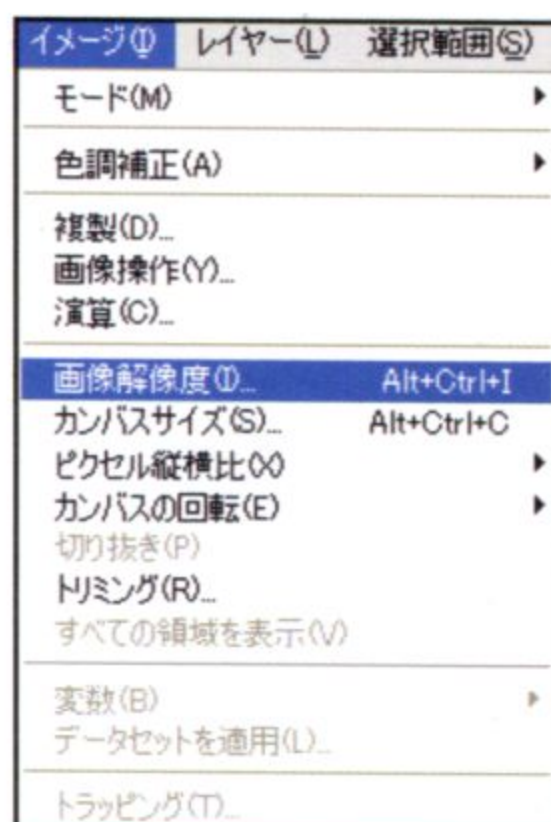 イメージ(I) レイヤー(L) 選択範囲(S)
モード(M)
色調補正(A)
複製(D)...
画像操作(Y)...
演算(C)...
画像解像度(I)... Alt+Ctrl+I
カンバスサイズ(S)... Alt+Ctrl+C
ピクセル縦横比(X)
カンバスの回転(E)
切り抜き(P)
トリミング(R)...
すべての領域を表示(V)
変数(B)
データセットを適用(L)...
トラッピング(T)...